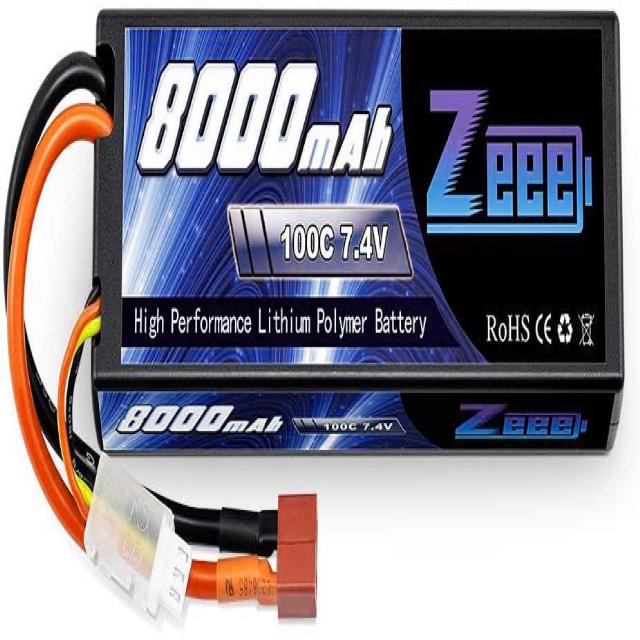 8000mAh
Zeee
100C 7.4V
High Performance Lithium Polymer Battery
RoHS CE
8000mAh
100C 7.4V
Zeee